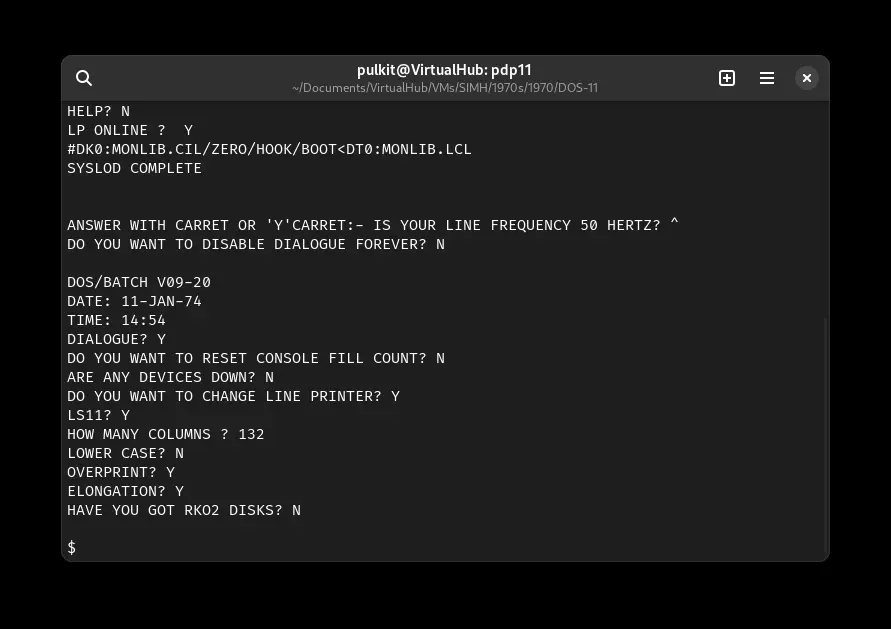 pulkit@VirtualHub: pdp11
~/Documents/VirtualHub/VMs/SIMH/1970s/1970/DOS-11
HELP? N
LP ONLINE ?  Y
#DK0:MONLIB.CIL/ZERO/HOOK/BOOT<DT0:MONLIB.LCL
SYSLOD COMPLETE
ANSWER WITH CARRET OR 'Y'CARRET:- IS YOUR LINE FREQUENCY 50 HERTZ? ^
DO YOU WANT TO DISABLE DIALOGUE FOREVER? N
DOS/BATCH V09-20
DATE: 11-JAN-74
TIME: 14:54
DIALOGUE? Y
DO YOU WANT TO RESET CONSOLE FILL COUNT? N
ARE ANY DEVICES DOWN? N
DO YOU WANT TO CHANGE LINE PRINTER? Y
LS11? Y
HOW MANY COLUMNS ? 132
LOWER CASE? N
OVERPRINT? Y
ELONGATION? Y
HAVE YOU GOT RKO2 DISKS? N
$